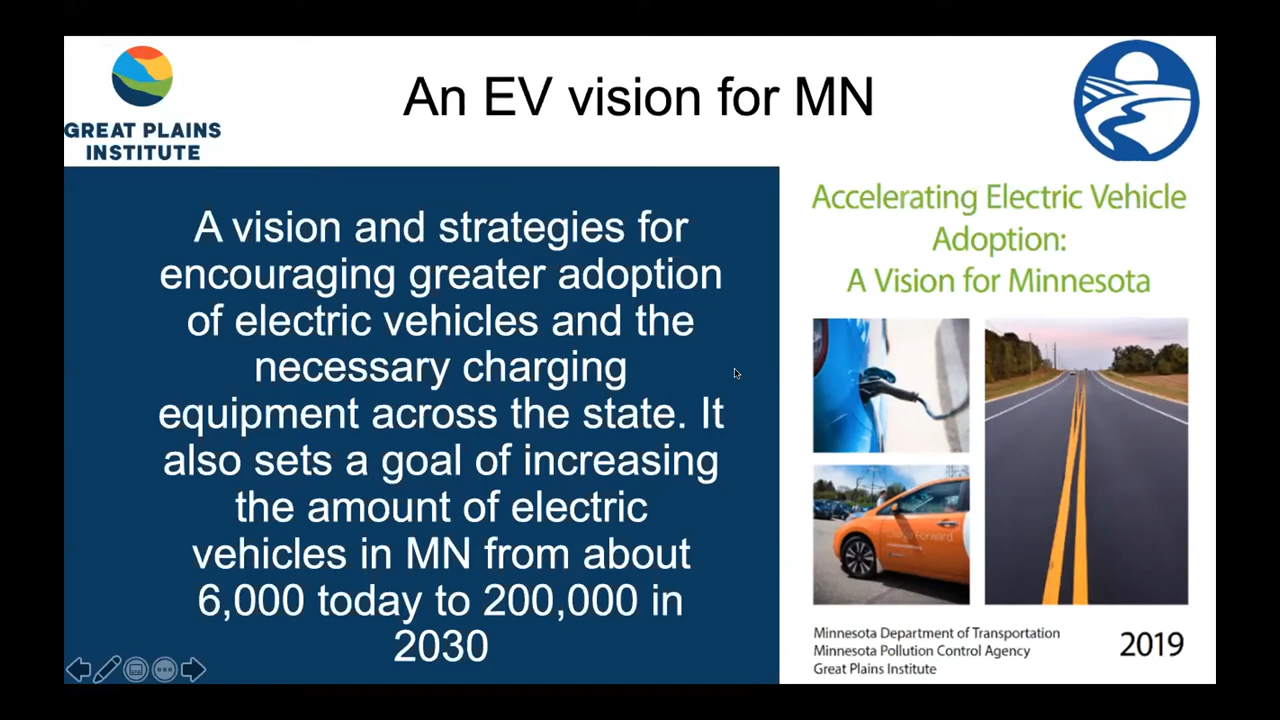 GREAT PLAINS
INSTITUTE
An EV vision for MN
A vision and strategies for
encouraging greater adoption
of electric vehicles and the
necessary charging
equipment across the state. It
also sets a goal of increasing
the amount of electric
vehicles in MN from about
6,000 today to 200,000 in
2030
Accelerating Electric Vehicle
Adoption:
A Vision for Minnesota
Charge Forward
Minnesota Department of Transportation
Minnesota Pollution Control Agency
Great Plains Institute
2019